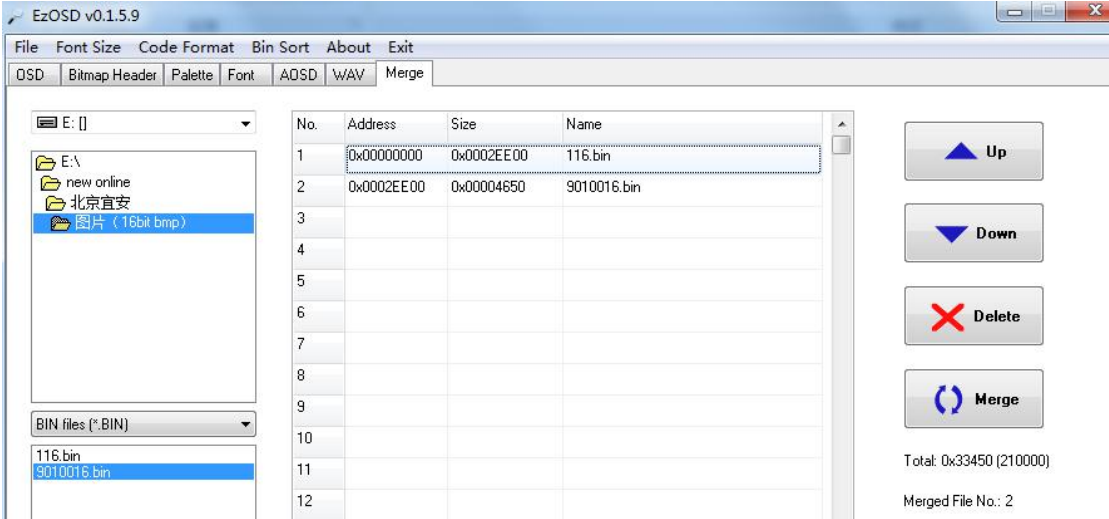 EzOSD v0.1.5.9
File Font Size Code Format Bin Sort About Exit
OSD Bitmap Header Palette Font AOSD WAV Merge
E: []
E:\
new online
北京宜安
图片（16bit bmp）
BIN files (*.BIN)
116.bin
9010016.bin
No. Address Size Name
1 0x00000000 0x0002EE00 116.bin
2 0x0002EE00 0x00004650 9010016.bin
3
4
5
6
7
8
9
10
11
12
Up
Down
Delete
Merge
Total: 0x33450 (210000)
Merged File No.: 2